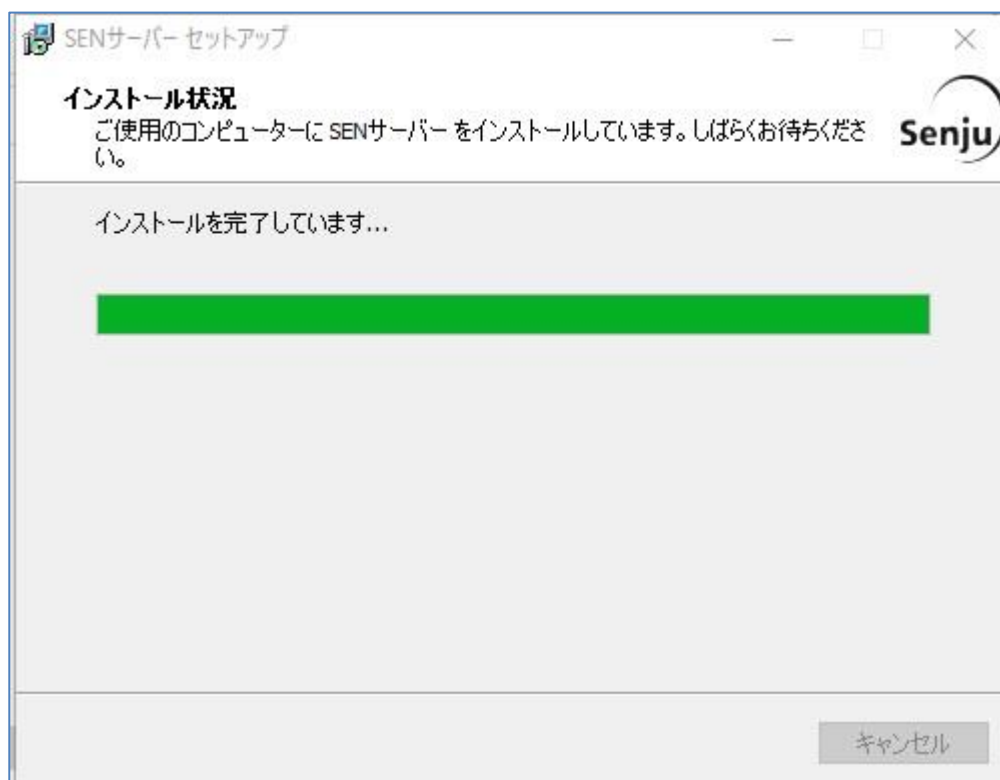 SENサーバー セットアップ
インストール状況
ご使用のコンピューターに SENサーバー をインストールしています。しばらくお待ちくださ
い。
Senju
インストールを完了しています...
キャンセル